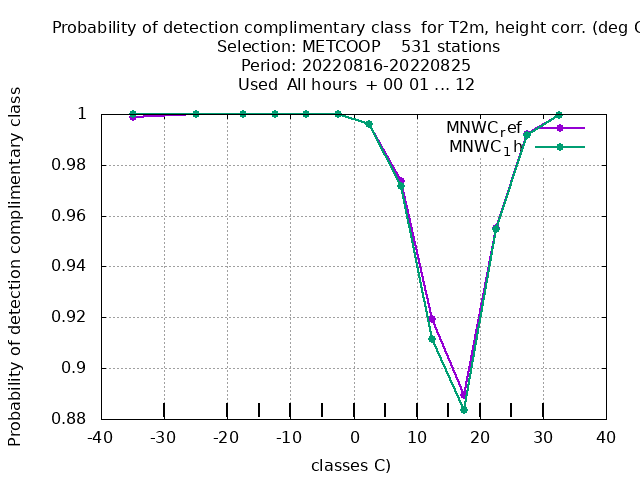 Probability of detection complimentary class  for T2m, height corr. (deg C
Selection: METCOOP    531 stations
Period: 20220816-20220825
Used  All hours  + 00 01 ... 12
Probability of detection complimentary class
1
0.98
0.96
0.94
0.92
0.9
0.88
MNWCref
MNWC1h
-40 -30 -20 -10 0 10 20 30 40
classes C)